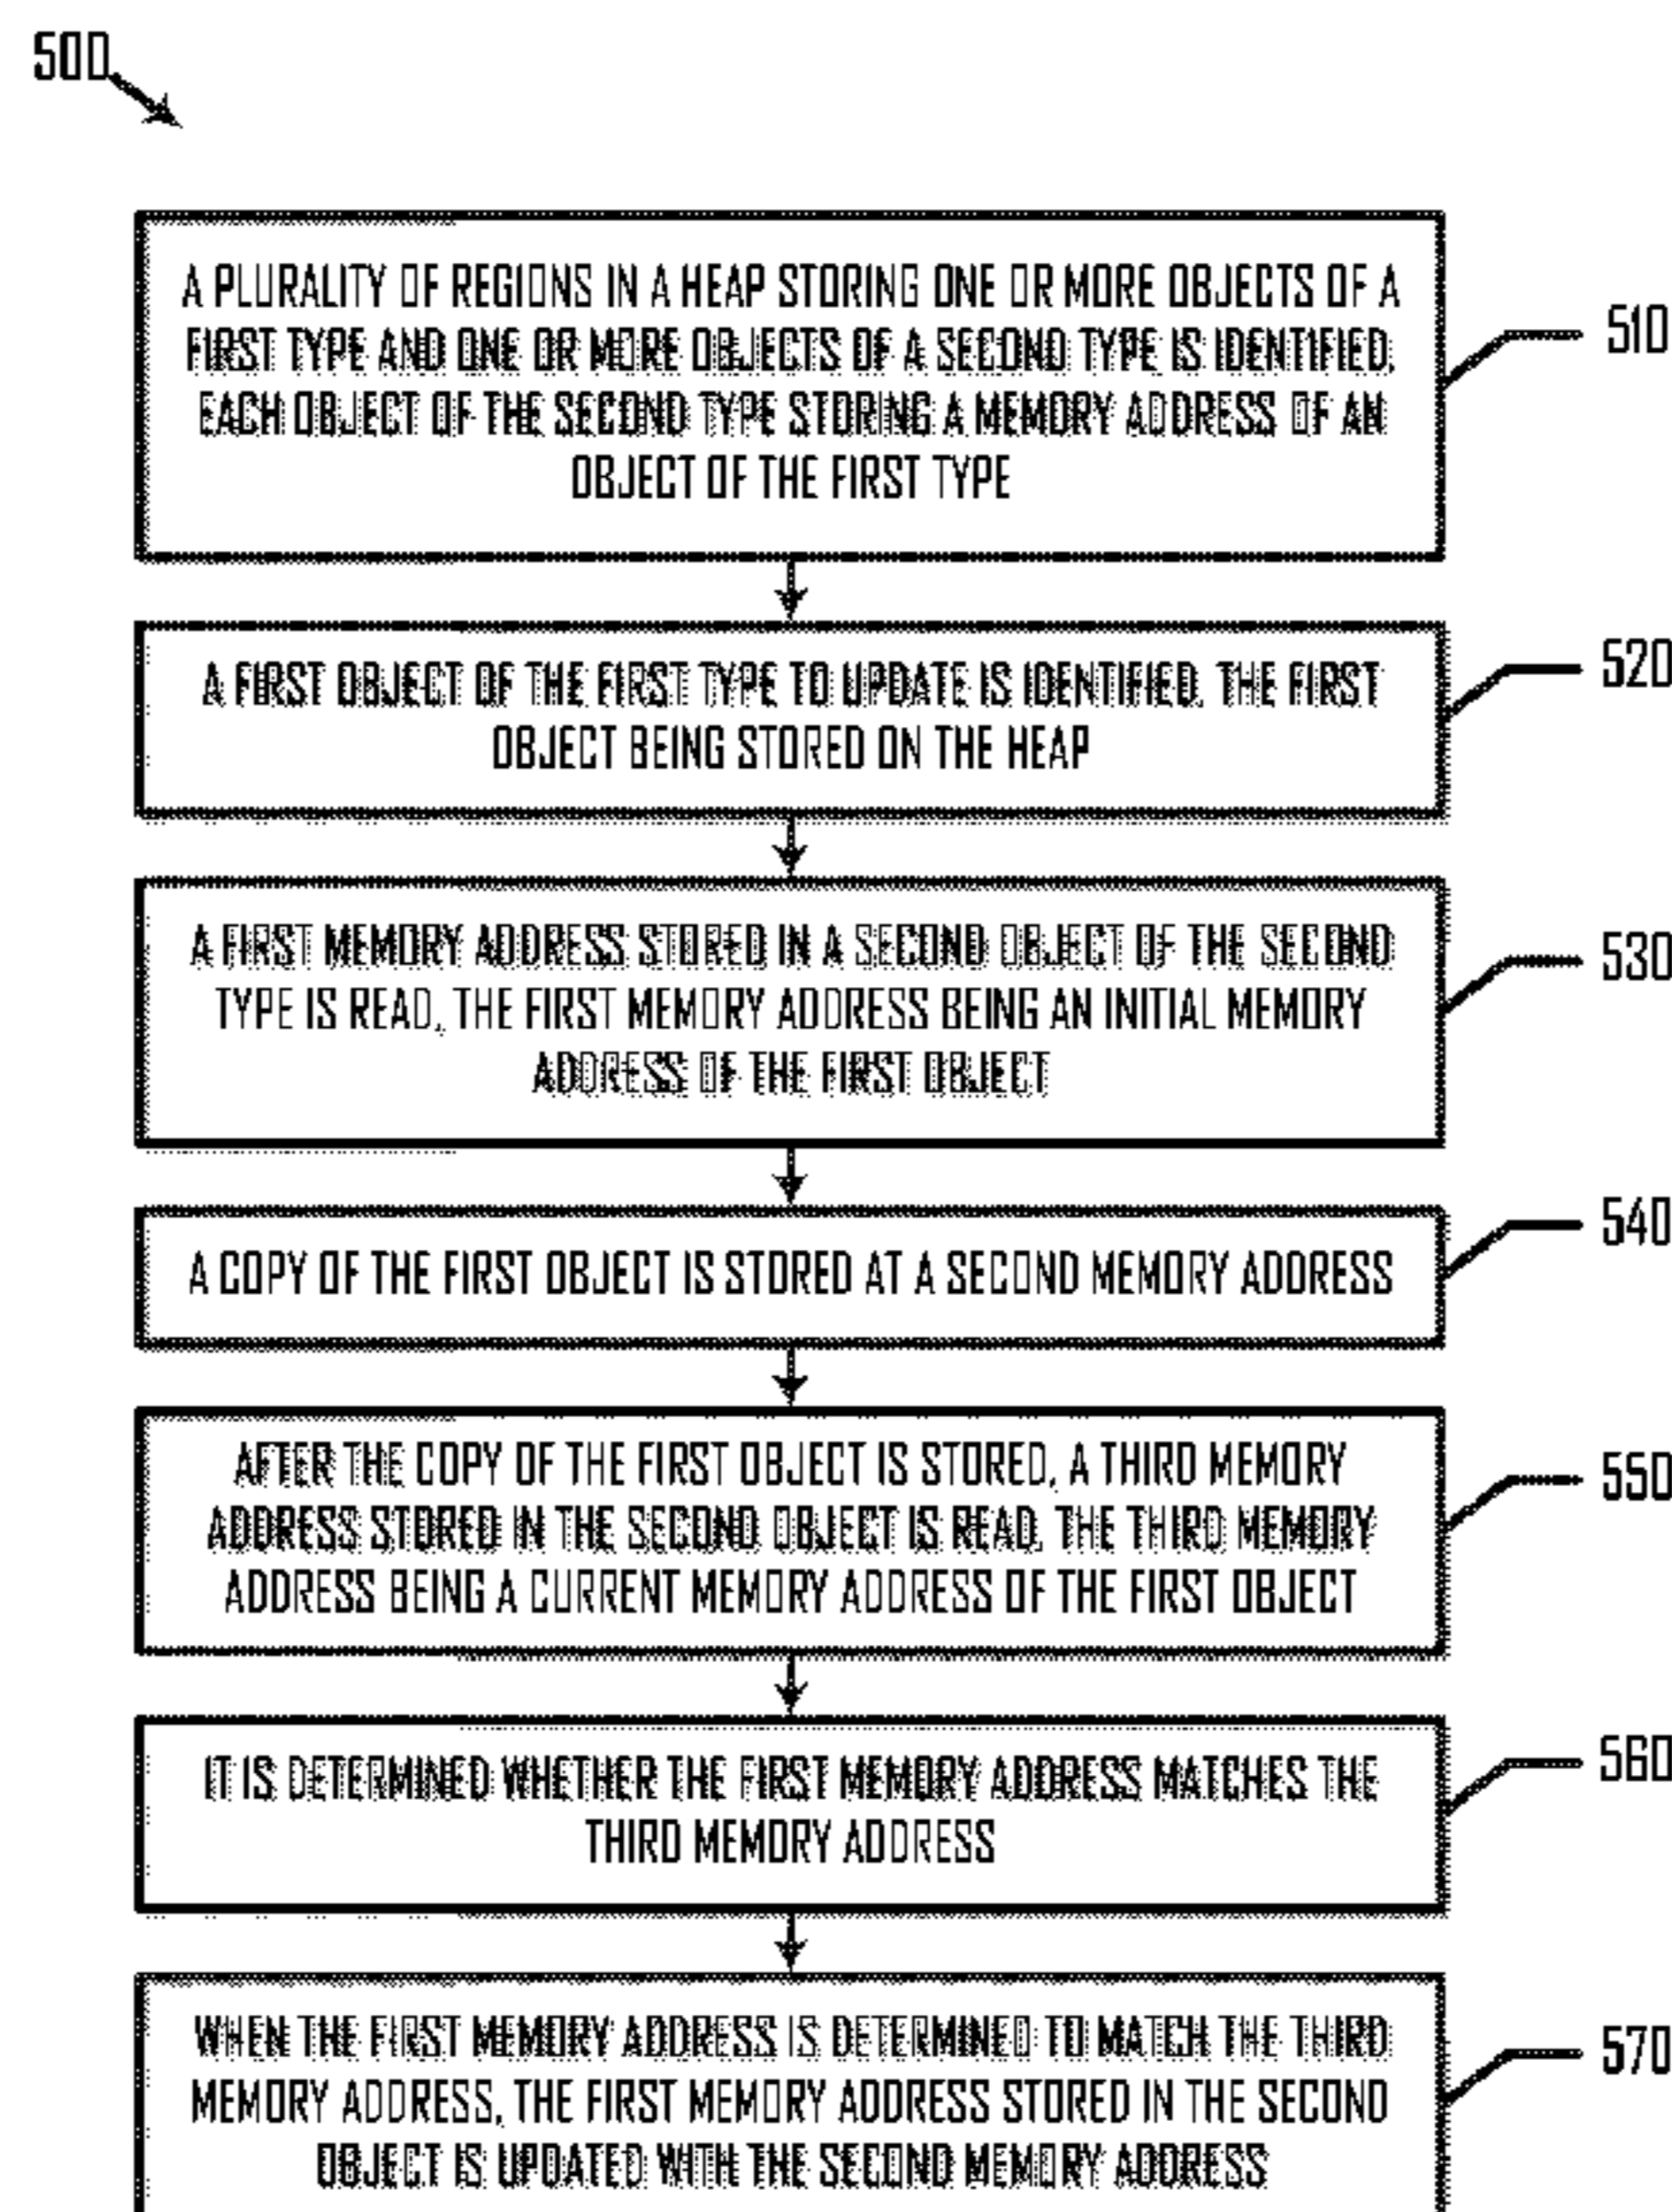 500
A PLURALITY OF REGIONS IN A HEAP STORING ONE OR MORE OBJECTS OF A
FIRST TYPE AND ONE OR MORE OBJECTS OF A SECOND TYPE IS IDENTIFIED,
EACH OBJECT OF THE SECOND TYPE STORING A MEMORY ADDRESS OF AN
OBJECT OF THE FIRST TYPE
510
A FIRST OBJECT OF THE FIRST TYPE TO UPDATE IS IDENTIFIED, THE FIRST
OBJECT BEING STORED ON THE HEAP
520
A FIRST MEMORY ADDRESS STORED IN A SECOND OBJECT OF THE SECOND
TYPE IS READ, THE FIRST MEMORY ADDRESS BEING AN INITIAL MEMORY
ADDRESS OF THE FIRST OBJECT
530
A COPY OF THE FIRST OBJECT IS STORED AT A SECOND MEMORY ADDRESS
540
AFTER THE COPY OF THE FIRST OBJECT IS STORED, A THIRD MEMORY
ADDRESS STORED IN THE SECOND OBJECT IS READ, THE THIRD MEMORY
ADDRESS BEING A CURRENT MEMORY ADDRESS OF THE FIRST OBJECT
550
IT IS DETERMINED WHETHER THE FIRST MEMORY ADDRESS MATCHES THE
THIRD MEMORY ADDRESS
560
WHEN THE FIRST MEMORY ADDRESS IS DETERMINED TO MATCH THE THIRD
MEMORY ADDRESS, THE FIRST MEMORY ADDRESS STORED IN THE SECOND
OBJECT IS UPDATED WITH THE SECOND MEMORY ADDRESS
570